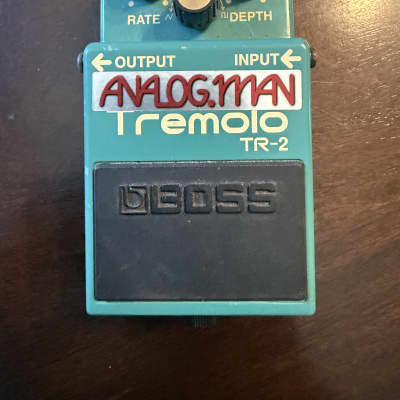 RATE DEPTH
←OUTPUT INPUT←
ANALOG.MAN
Tremolo
TR-2
BOSS